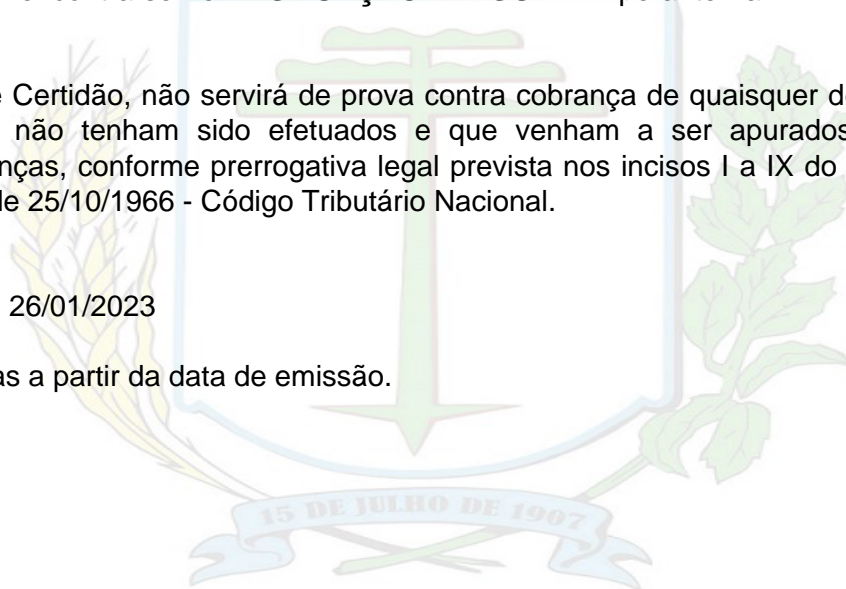 e Certidão, não servirá de prova contra cobrança de quaisquer d
não tenham sido efetuados e que venham a ser apurados
nças, conforme prerrogativa legal prevista nos incisos I a IX do
de 25/10/1966 - Código Tributário Nacional.
26/01/2023
as a partir da data de emissão.
15 DE JULHO DE 1907